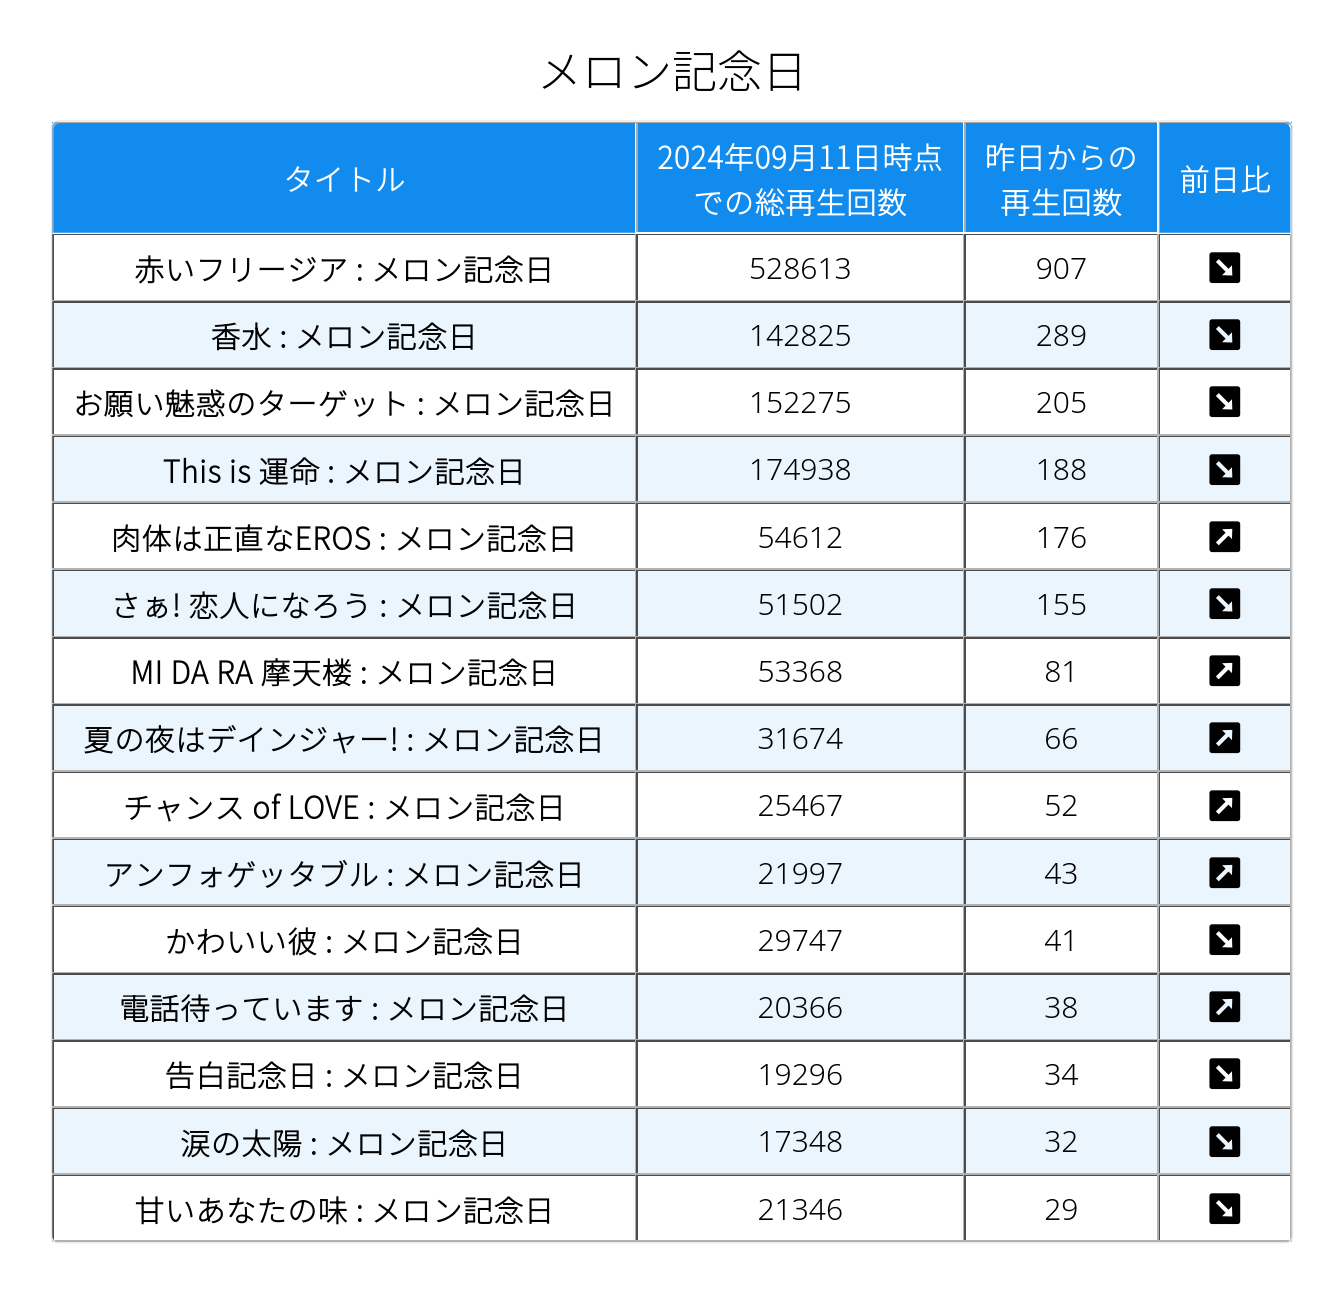 メロン記念日
タイトル
2024年09月11日時点
での総再生回数
昨日からの
再生回数
前日比
赤いフリージア : メロン記念日 528613 907 ↘
香水 : メロン記念日 142825 289 ↘
お願い魅惑のターゲット : メロン記念日 152275 205 ↘
This is 運命 : メロン記念日 174938 188 ↘
肉体は正直なEROS : メロン記念日 54612 176 ↗
さぁ! 恋人になろう : メロン記念日 51502 155 ↘
MI DA RA 摩天楼 : メロン記念日 53368 81 ↗
夏の夜はデインジャー! : メロン記念日 31674 66 ↗
チャンス of LOVE : メロン記念日 25467 52 ↗
アンフォゲッタブル : メロン記念日 21997 43 ↗
かわいい彼 : メロン記念日 29747 41 ↘
電話待っています : メロン記念日 20366 38 ↗
告白記念日 : メロン記念日 19296 34 ↘
涙の太陽 : メロン記念日 17348 32 ↘
甘いあなたの味 : メロン記念日 21346 29 ↘